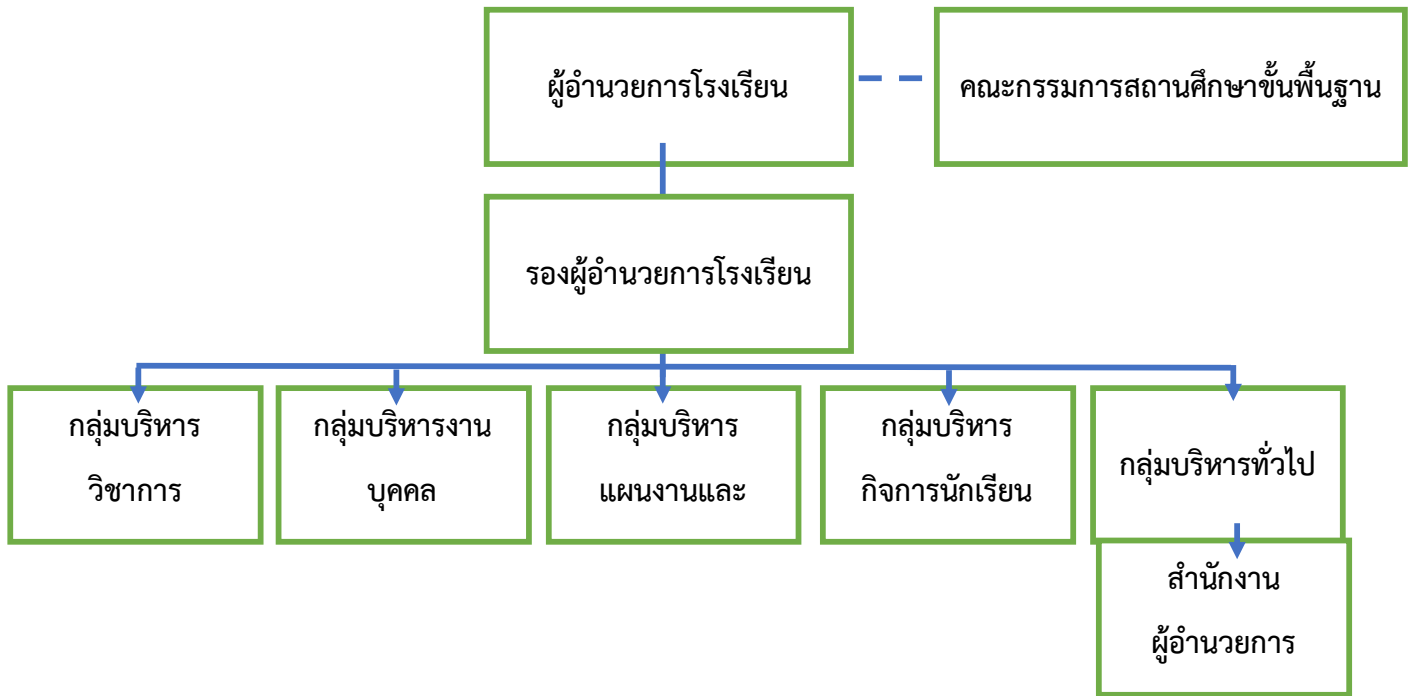 ผู้อำนวยการโรงเรียน
คณะกรรมการสถานศึกษาขั้นพื้นฐาน
รองผู้อำนวยการโรงเรียน
กลุ่มบริหาร
วิชาการ
กลุ่มบริหารงาน
บุคคล
กลุ่มบริหาร
แผนงานและ
กลุ่มบริหาร
กิจการนักเรียน
กลุ่มบริหารทั่วไป
สำนักงาน
ผู้อำนวยการ